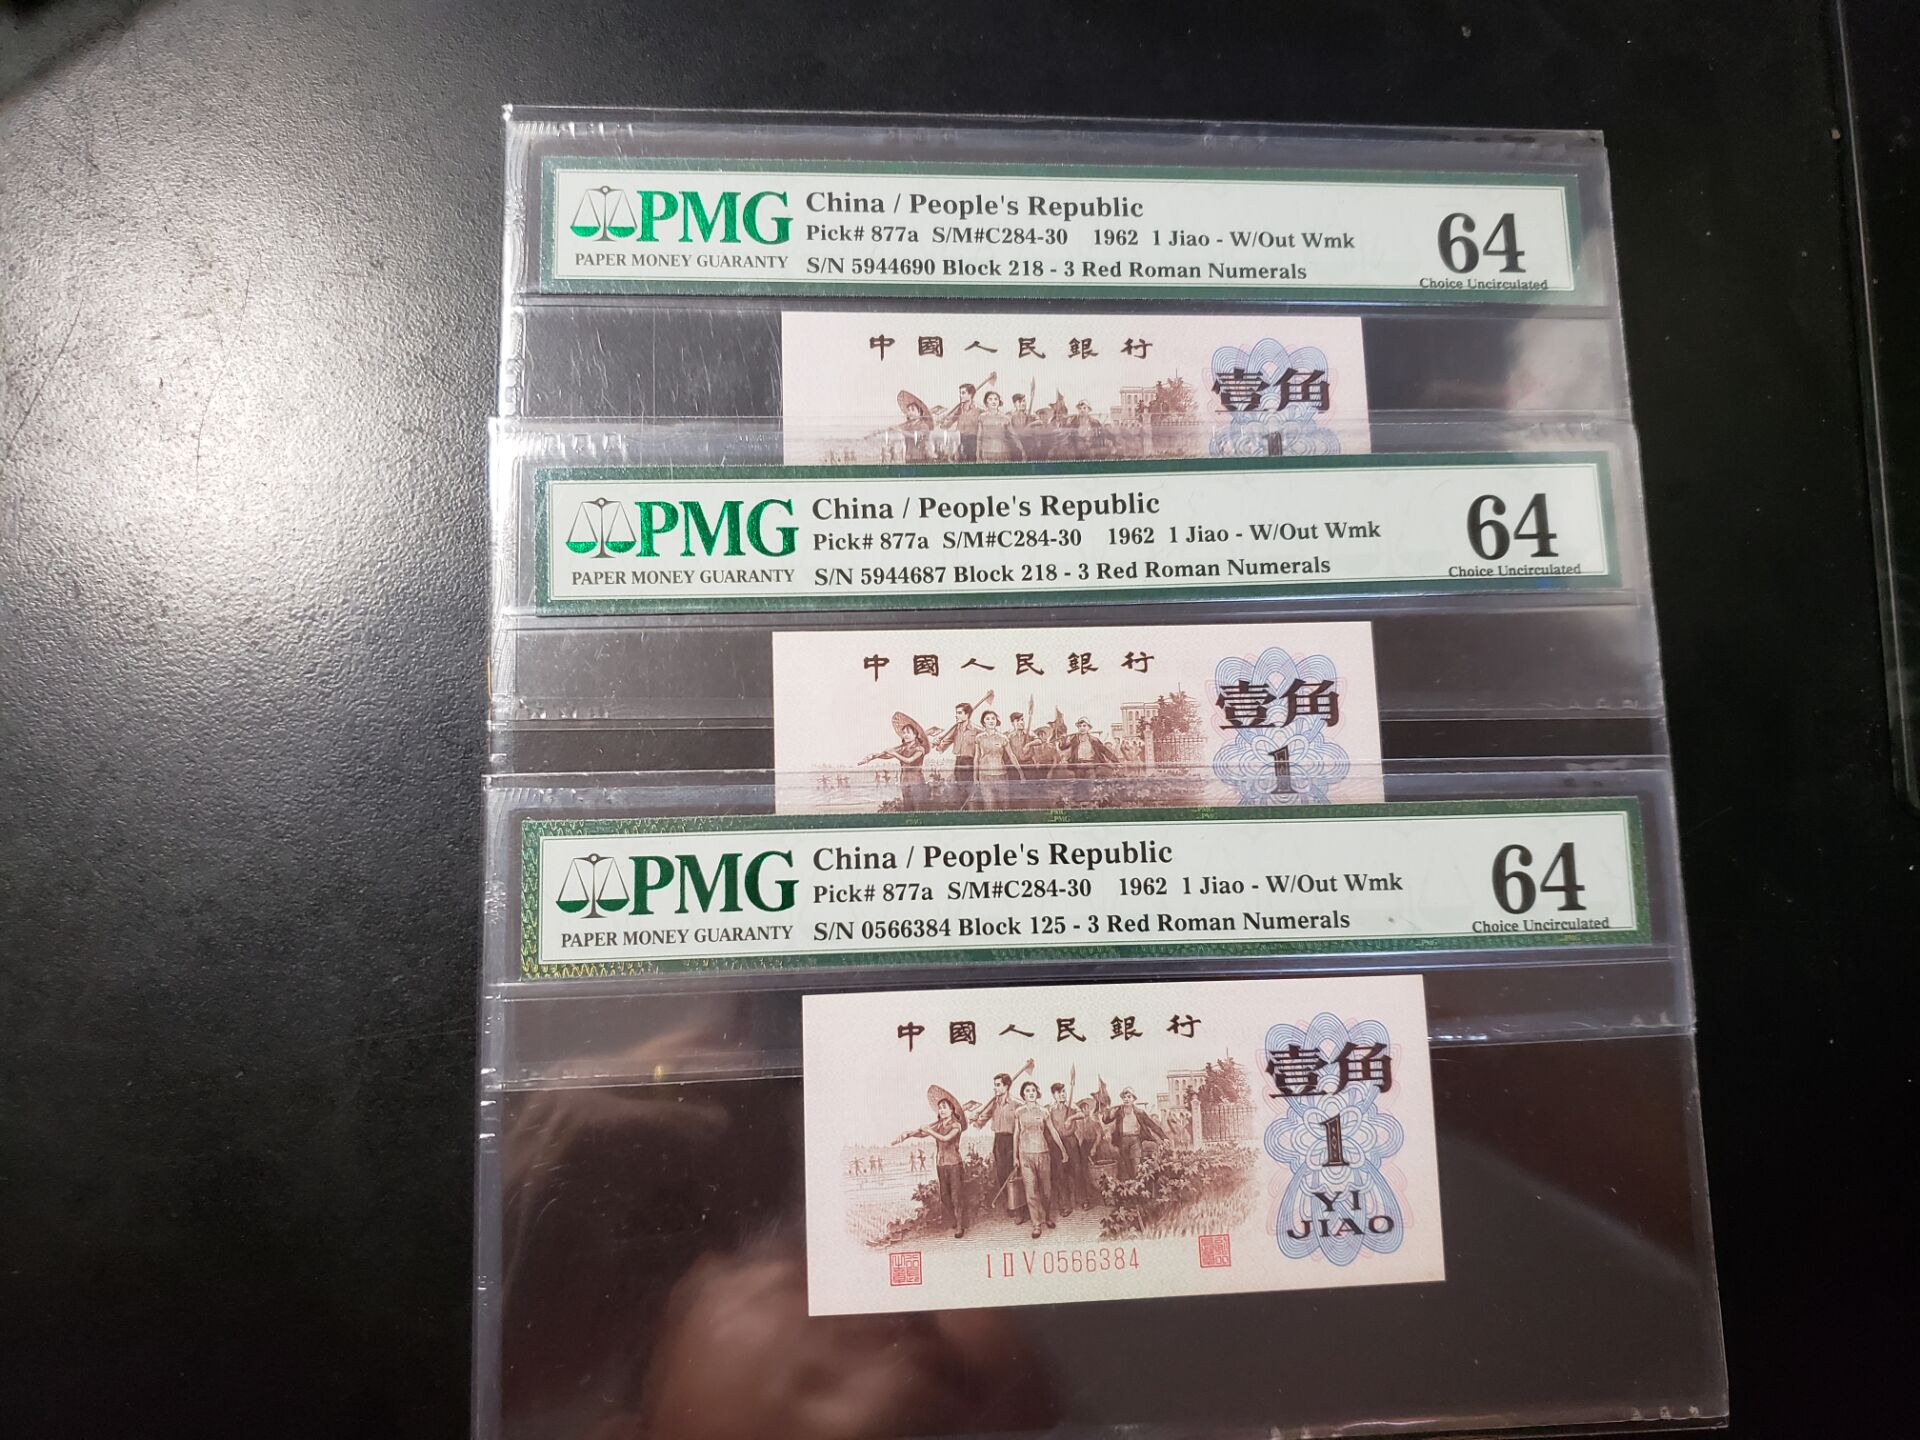 PMG
PAPER MONEY GUARANTY
China / People's Republic
Pick# 877a S/M#C284-30 1962 1 Jiao - W/Out Wmk
S/N 5944690 Block 218 - 3 Red Roman Numerals
64
Choice Uncirculated
中國人民銀行
壹角
1
PMG
PAPER MONEY GUARANTY
China / People's Republic
Pick# 877a S/M#C284-30 1962 1 Jiao - W/Out Wmk
S/N 5944687 Block 218 - 3 Red Roman Numerals
64
Choice Uncirculated
中國人民銀行
壹角
1
PMG
PAPER MONEY GUARANTY
China / People's Republic
Pick# 877a S/M#C284-30 1962 1 Jiao - W/Out Wmk
S/N 0566384 Block 125 - 3 Red Roman Numerals
64
Choice Uncirculated
中國人民銀行
壹角
1
YI
JIAO
I II V 0566384